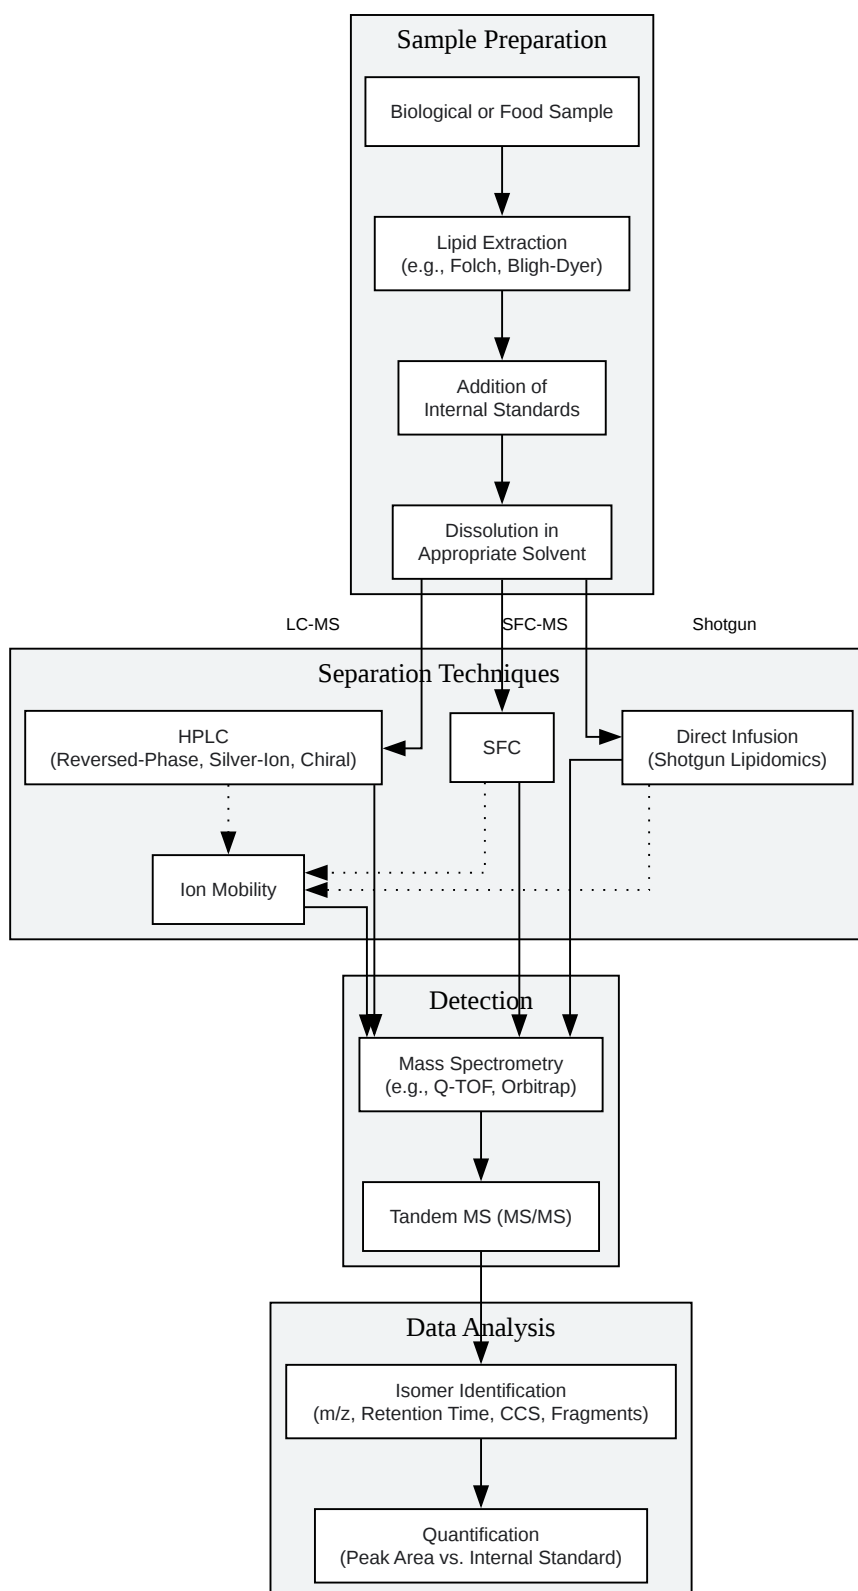 Sample Preparation
Biological or Food Sample
Lipid Extraction
(e.g., Folch, Bligh-Dyer)
Addition of
Internal Standards
Dissolution in
Appropriate Solvent
LC-MS
SFC-MS
Shotgun
Separation Techniques
HPLC
(Reversed-Phase, Silver-Ion, Chiral)
SFC
Direct Infusion
(Shotgun Lipidomics)
Ion Mobility
Detection
Mass Spectrometry
(e.g., Q-TOF, Orbitrap)
Tandem MS (MS/MS)
Data Analysis
Isomer Identification
(m/z, Retention Time, CCS, Fragments)
Quantification
(Peak Area vs. Internal Standard)